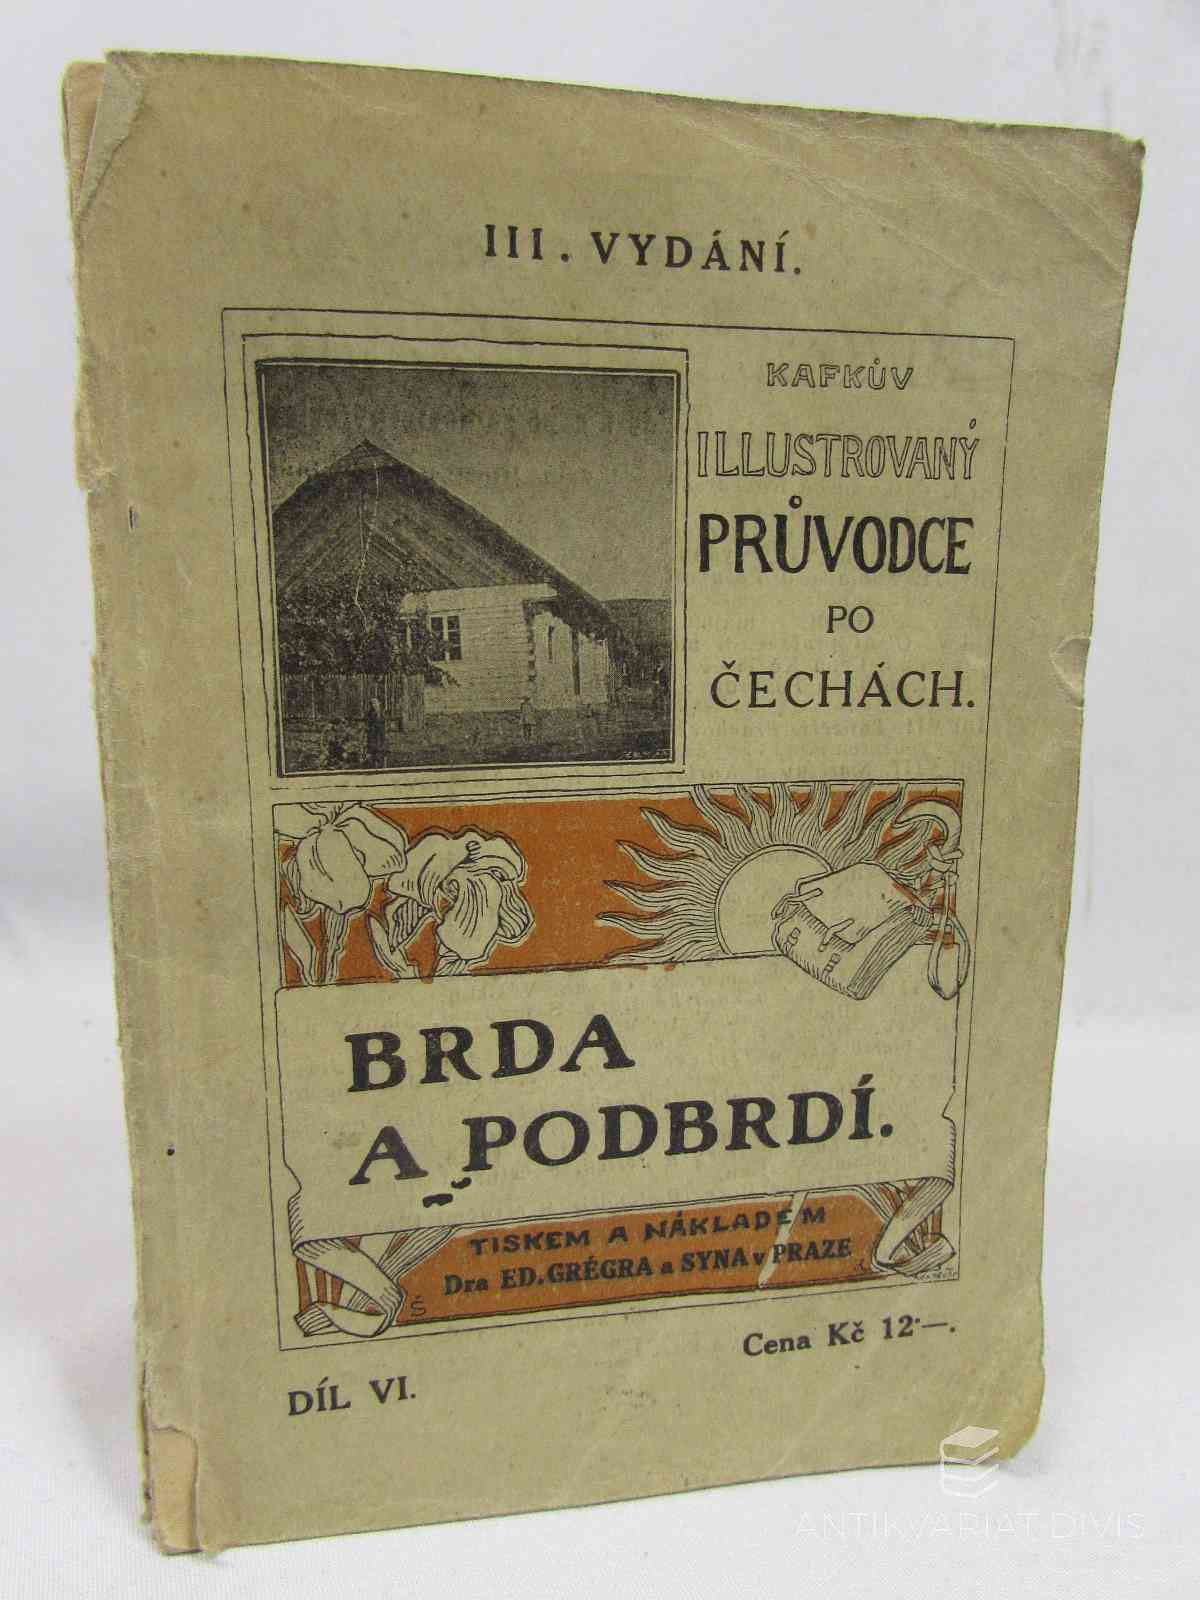 III. VYDÁNÍ.
KAFKŮV
ILLUSTROVANÝ
PRŮVODCE
PO
ČECHÁCH.
BRDA
A PODBRDÍ.
TISKEM A NÁKLADEM
Dra ED. GRÉGRA a SYNA v PRAZE
Š
Cena Kč 12·—.
DÍL VI.
ANTIKVARIAT DIVIS